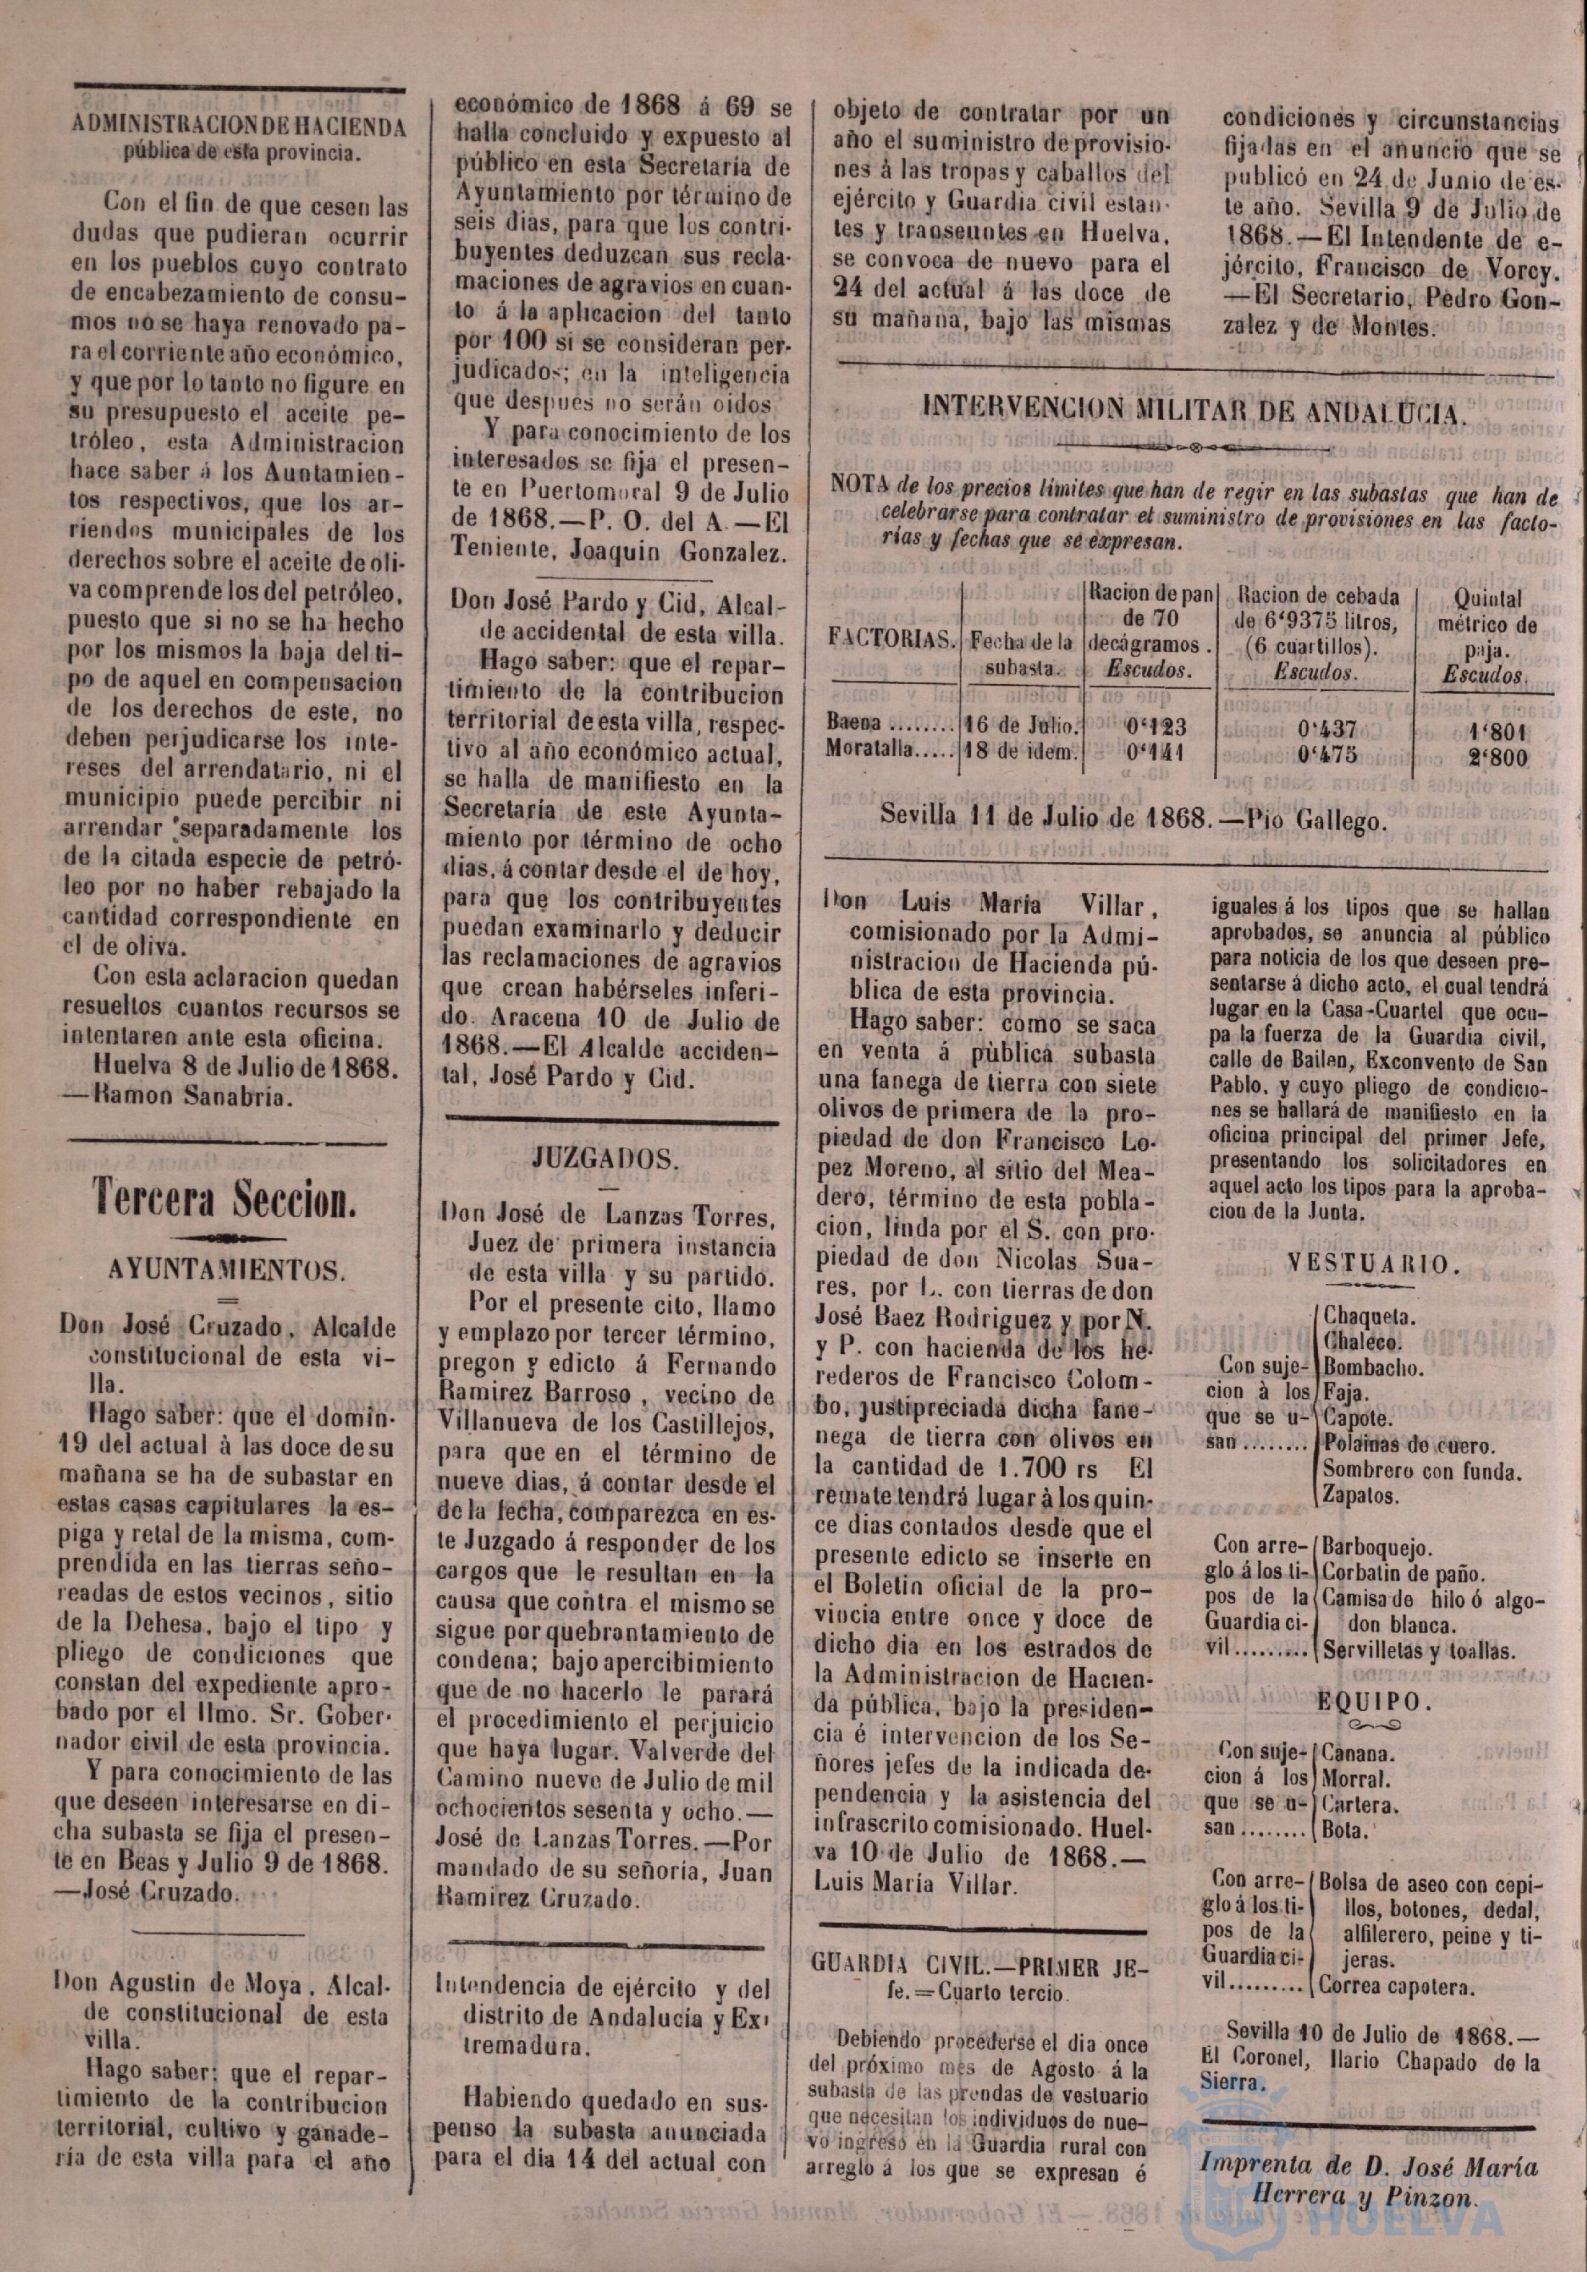 ADMINISTRACION DE HACIENDA
pública de esta provincia.
Con el fin de que cesen las
dudas que pudieran ocurrir
en los pueblos cuyo contrato
de encabezamiento de consu-
mos no se haya renovado pa-
ra el corriente año económico,
y que por lo tanto no figure en
su presupuesto el aceite pe-
tróleo, esta Administracion
hace saber á los Auntamien-
tos respectivos, que los ar-
riendos municipales de los
derechos sobre el aceite de oli-
va comprende los del petróleo,
puesto que si no se ha hecho
por los mismos la baja del ti-
po de aquel en compensacion
de los derechos de este, no
deben perjudicarse los inte-
reses del arrendatario, ni el
municipio puede percibir ni
arrendar separadamente los
de la citada especie de petró-
leo por no haber rebajado la
cantidad correspondiente en
el de oliva.
Con esta aclaracion quedan
resueltos cuantos recursos se
intentaren ante esta oficina.
Huelva 8 de Julio de 1868.
—Ramon Sanabria.
Tercera Seccion.
AYUNTAMIENTOS.
Don José Cruzado, Alcalde
constitucional de esta vi-
lla.
Hago saber: que el domin-
19 del actual à las doce de su
mañana se ha de subastar en
estas casas capitulares la es-
piga y retal de la misma, com-
prendida en las tierras seño-
readas de estos vecinos, sitio
de la Dehesa, bajo el tipo y
pliego de condiciones que
constan del expediente apro-
bado por el Ilmo. Sr. Gober-
nador civil de esta provincia.
Y para conocimiento de las
que deseen interesarse en di-
cha subasta se fija el presen-
te en Beas y Julio 9 de 1868.
—José Cruzado.
Don Agustin de Moya, Alcal-
de constitucional de esta
villa.
Hago saber: que el repar-
timiento de la contribucion
territorial, cultivo y ganade-
ría de esta villa para el año
económico de 1868 á 69 se
halla concluido y expuesto al
público en esta Secretaría de
Ayuntamiento por término de
seis dias, para que los contri-
buyentes deduzcan sus recla-
maciones de agravios en cuan-
to á la aplicacion del tanto
por 100 si se consideran per-
judicados; en la inteligencia
que después no serán oidos
Y para conocimiento de los
interesados se fija el presen-
te en Puertomoral 9 de Julio
de 1868.—P. O. del A.—El
Teniente, Joaquin Gonzalez.
Don José Pardo y Cid, Alcal-
de accidental de esta villa.
Hago saber: que el repar-
timiento de la contribucion
territorial de esta villa, respec-
tivo al año económico actual,
se halla de manifiesto en la
Secretaría de este Ayunta-
miento por término de ocho
dias, á contar desde el de hoy,
para que los contribuyentes
puedan examinarlo y deducir
las reclamaciones de agravios
que crean habérseles inferi-
do. Aracena 10 de Julio de
1868.—El Alcalde acciden-
tal, José Pardo y Cid.
JUZGADOS.
Don José de Lanzas Torres,
Juez de primera instancia
de esta villa y su partido.
Por el presente cito, llamo
y emplazo por tercer término,
pregon y edicto á Fernando
Ramirez Barroso, vecino de
Villanueva de los Castillejos,
para que en el término de
nueve dias, á contar desde el
de la fecha, comparezca en es-
te Juzgado á responder de los
cargos que le resultan en la
causa que contra el mismo se
sigue por quebrantamiento de
condena; bajo apercibimiento
que de no hacerlo le parará
el procedimiento el perjuicio
que haya lugar. Valverde del
Camino nueve de Julio de mil
ochocientos sesenta y ocho.—
José de Lanzas Torres.—Por
mandado de su señoría, Juan
Ramirez Cruzado.
Intendencia de ejército y del
distrito de Andalucía y Ex-
tremadura.
Habiendo quedado en sus-
penso la subasta anunciada
para el dia 14 del actual con
objeto de contratar por un
año el suministro de provisio-
nes á las tropas y caballos del
ejército y Guardia civil estan-
tes y transeuntes en Huelva,
se convoca de nuevo para el
24 del actual á las doce de
su mañana, bajo las mismas
condiciones y circunstancias
fijadas en el anuncio que se
publicó en 24 de Junio de es-
te año. Sevilla 9 de Julio de
1868.—El Intendente de e-
jército, Francisco de Vorcy.
—El Secretario, Pedro Gon-
zalez y de Montes.
INTERVENCION MILITAR DE ANDALUCIA.
NOTA de los precios límites que han de regir en las subastas que han de
celebrarse para contratar el suministro de provisiones en las facto-
rías y fechas que se expresan.
FACTORIAS. Fecha de la subasta. Racion de pan de 70 decágramos. Escudos. Racion de cebada de 6'9375 litros, (6 cuartillos). Escudos. Quintal métrico de paja. Escudos.
Baena ........ 16 de Julio. 0'123 0'437 1'801
Moratalla..... 18 de idem. 0'141 0'475 2'800
Sevilla 11 de Julio de 1868.—Pio Gallego.
Don Luis María Villar,
comisionado por la Admi-
nistracion de Hacienda pú-
blica de esta provincia.
Hago saber: como se saca
en venta á pública subasta
una fanega de tierra con siete
olivos de primera de la pro-
piedad de don Francisco Lo-
pez Moreno, al sitio del Mea-
dero, término de esta pobla-
cion, linda por el S. con pro-
piedad de don Nicolas Sua-
res, por L. con tierras de don
José Baez Rodriguez y por N.
y P. con hacienda de los he-
rederos de Francisco Colom-
bo, justipreciada dicha fane-
nega de tierra con olivos en
la cantidad de 1.700 rs El
remate tendrá lugar à los quin-
ce dias contados desde que el
presente edicto se inserte en
el Boletin oficial de la pro-
vincia entre once y doce de
dicho dia en los estrados de
la Administracion de Hacien-
da pública, bajo la presiden-
cia é intervencion de los Se-
ñores jefes de la indicada de-
pendencia y la asistencia del
infrascrito comisionado. Huel-
va 10 de Julio de 1868.—
Luis María Villar.
GUARDIA CIVIL.—PRIMER JE-
fe.=Cuarto tercio.
Debiendo procederse el dia once
del próximo mes de Agosto á la
subasta de las prendas de vestuario
que necesitan los individuos de nue-
vo ingreso en la Guardia rural con
arreglo á los que se expresan é
iguales á los tipos que se hallan
aprobados, se anuncia al público
para noticia de los que deseen pre-
sentarse á dicho acto, el cual tendrá
lugar en la Casa-Cuartel que ocu-
pa la fuerza de la Guardia civil,
calle de Bailen, Exconvento de San
Pablo, y cuyo pliego de condicio-
nes se hallará de manifiesto en la
oficina principal del primer Jefe,
presentando los solicitadores en
aquel acto los tipos para la aproba-
cion de la Junta.
VESTUARIO.
Con suje-
cion à los
que se u-
san ........
Chaqueta.
Chaleco.
Bombacho.
Faja.
Capote.
Polainas de cuero.
Sombrero con funda.
Zapatos.
Con arre-
glo á los ti-
pos de la
Guardia ci-
vil.........
Barboquejo.
Corbatin de paño.
Camisa de hilo ó algo-
don blanca.
Servilletas y toallas.
EQUIPO.
Con suje-
cion á los
que se u-
san ........
Canana.
Morral.
Cartera.
Bota.
Con arre-
glo á los ti-
pos de la
Guardia ci-
vil.........
Bolsa de aseo con cepi-
llos, botones, dedal,
alfilerero, peine y ti-
jeras.
Correa capotera.
Sevilla 10 de Julio de 1868.—
El Coronel, Ilario Chapado de la
Sierra.
Imprenta de D. José María
Herrera y Pinzon.
HUELVA